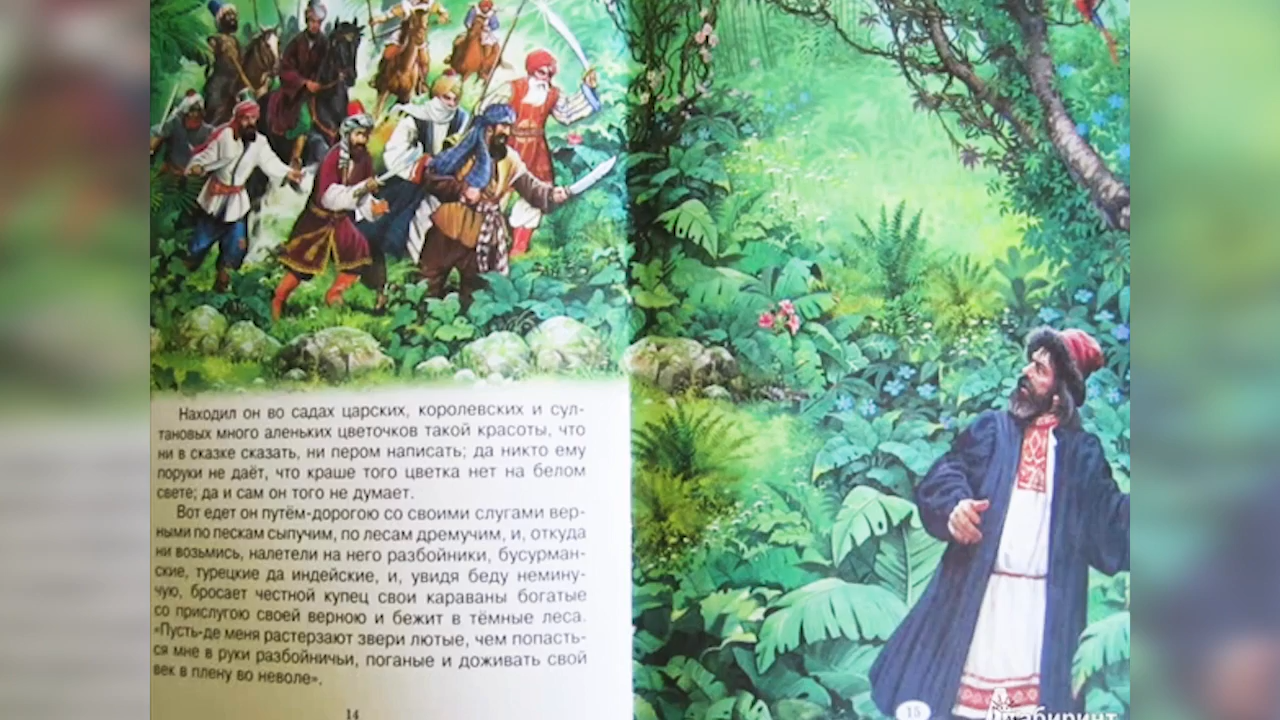 Находил он во садах царских, королевских и сул-
тановых много аленьких цветочков такой красоты, что
ни в сказке сказать, ни пером написать; да никто ему
поруки не даёт, что краше того цветка нет на белом
свете; да и сам он того не думает.
Вот едет он путём-дорогою со своими слугами вер-
ными по пескам сыпучим, по лесам дремучим, и, откуда
ни возьмись, налетели на него разбойники, бусурман-
ские, турецкие да индейские, и, увидя беду немину-
чую, бросает честной купец свои караваны богатые
со прислугою своей верною и бежит в тёмные леса.
«Пусть-де меня растерзают звери лютые, чем попасть-
ся мне в руки разбойничьи, поганые и доживать свой
век в плену во неволе».
14
15
Лабиринт